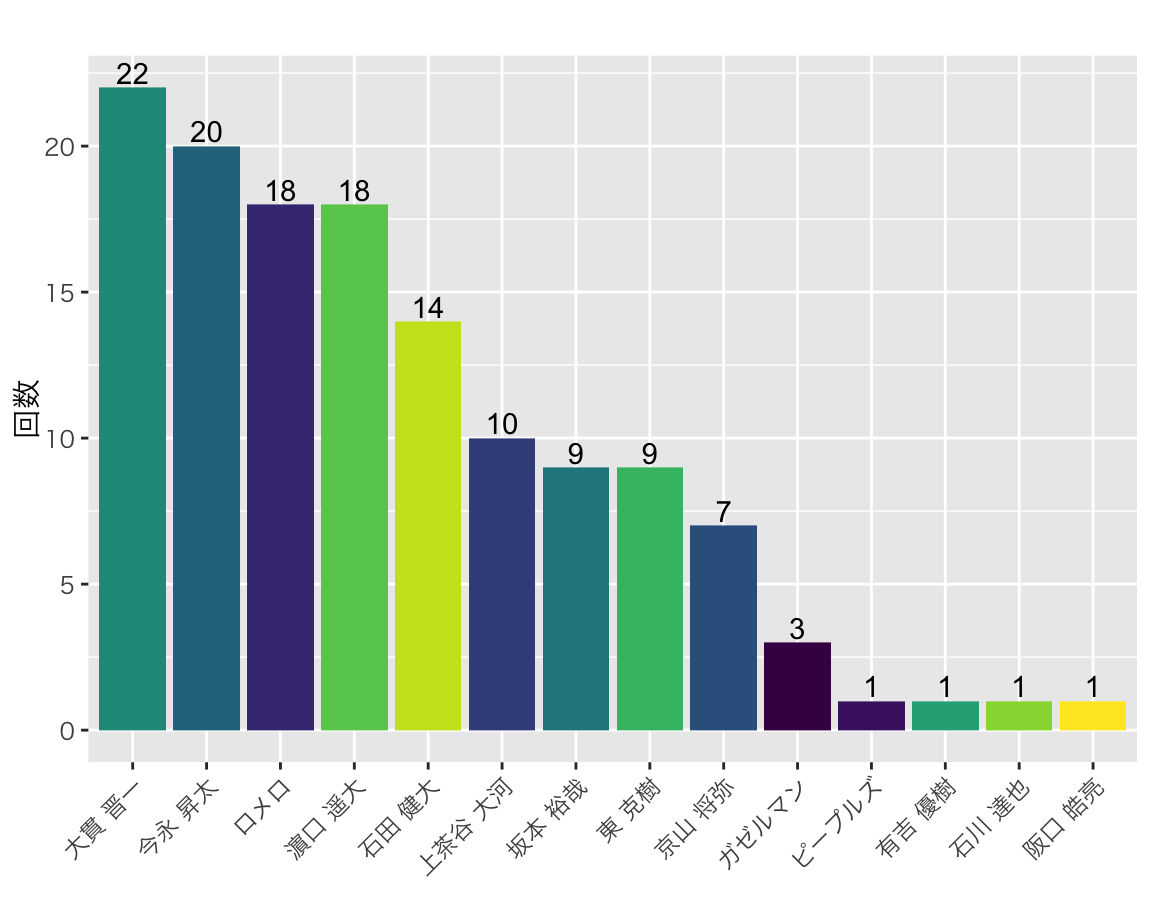 22
20
18
18
14
10
9
9
7
3
1
1
1
1
20
15
10
5
0
回数
大貫 晋一
今永 昇太
ロメロ
濵口 遥大
石田 健大
上茶谷 大河
坂本 裕哉
東 克樹
京山 将弥
ガゼルマン
ピープルズ
有吉 優樹
石川 達也
阪口 皓亮